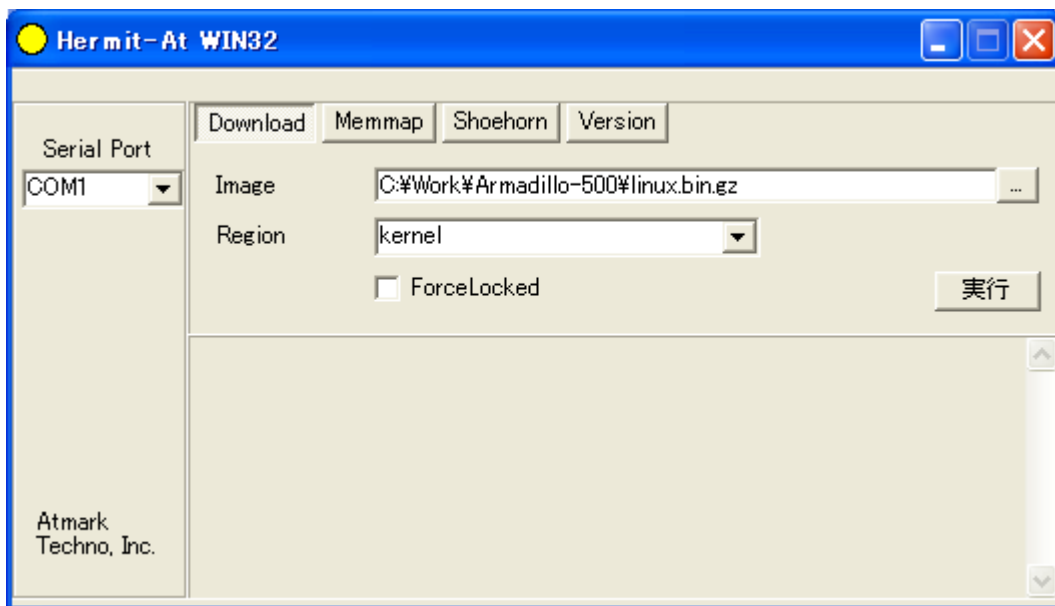 Hermit-At WIN32
Serial Port
COM1
Download Memmap Shoehorn Version
Image C:¥Work¥Armadillo-500¥linux.bin.gz ...
Region kernel
ForceLocked 実行
Atmark
Techno, Inc.